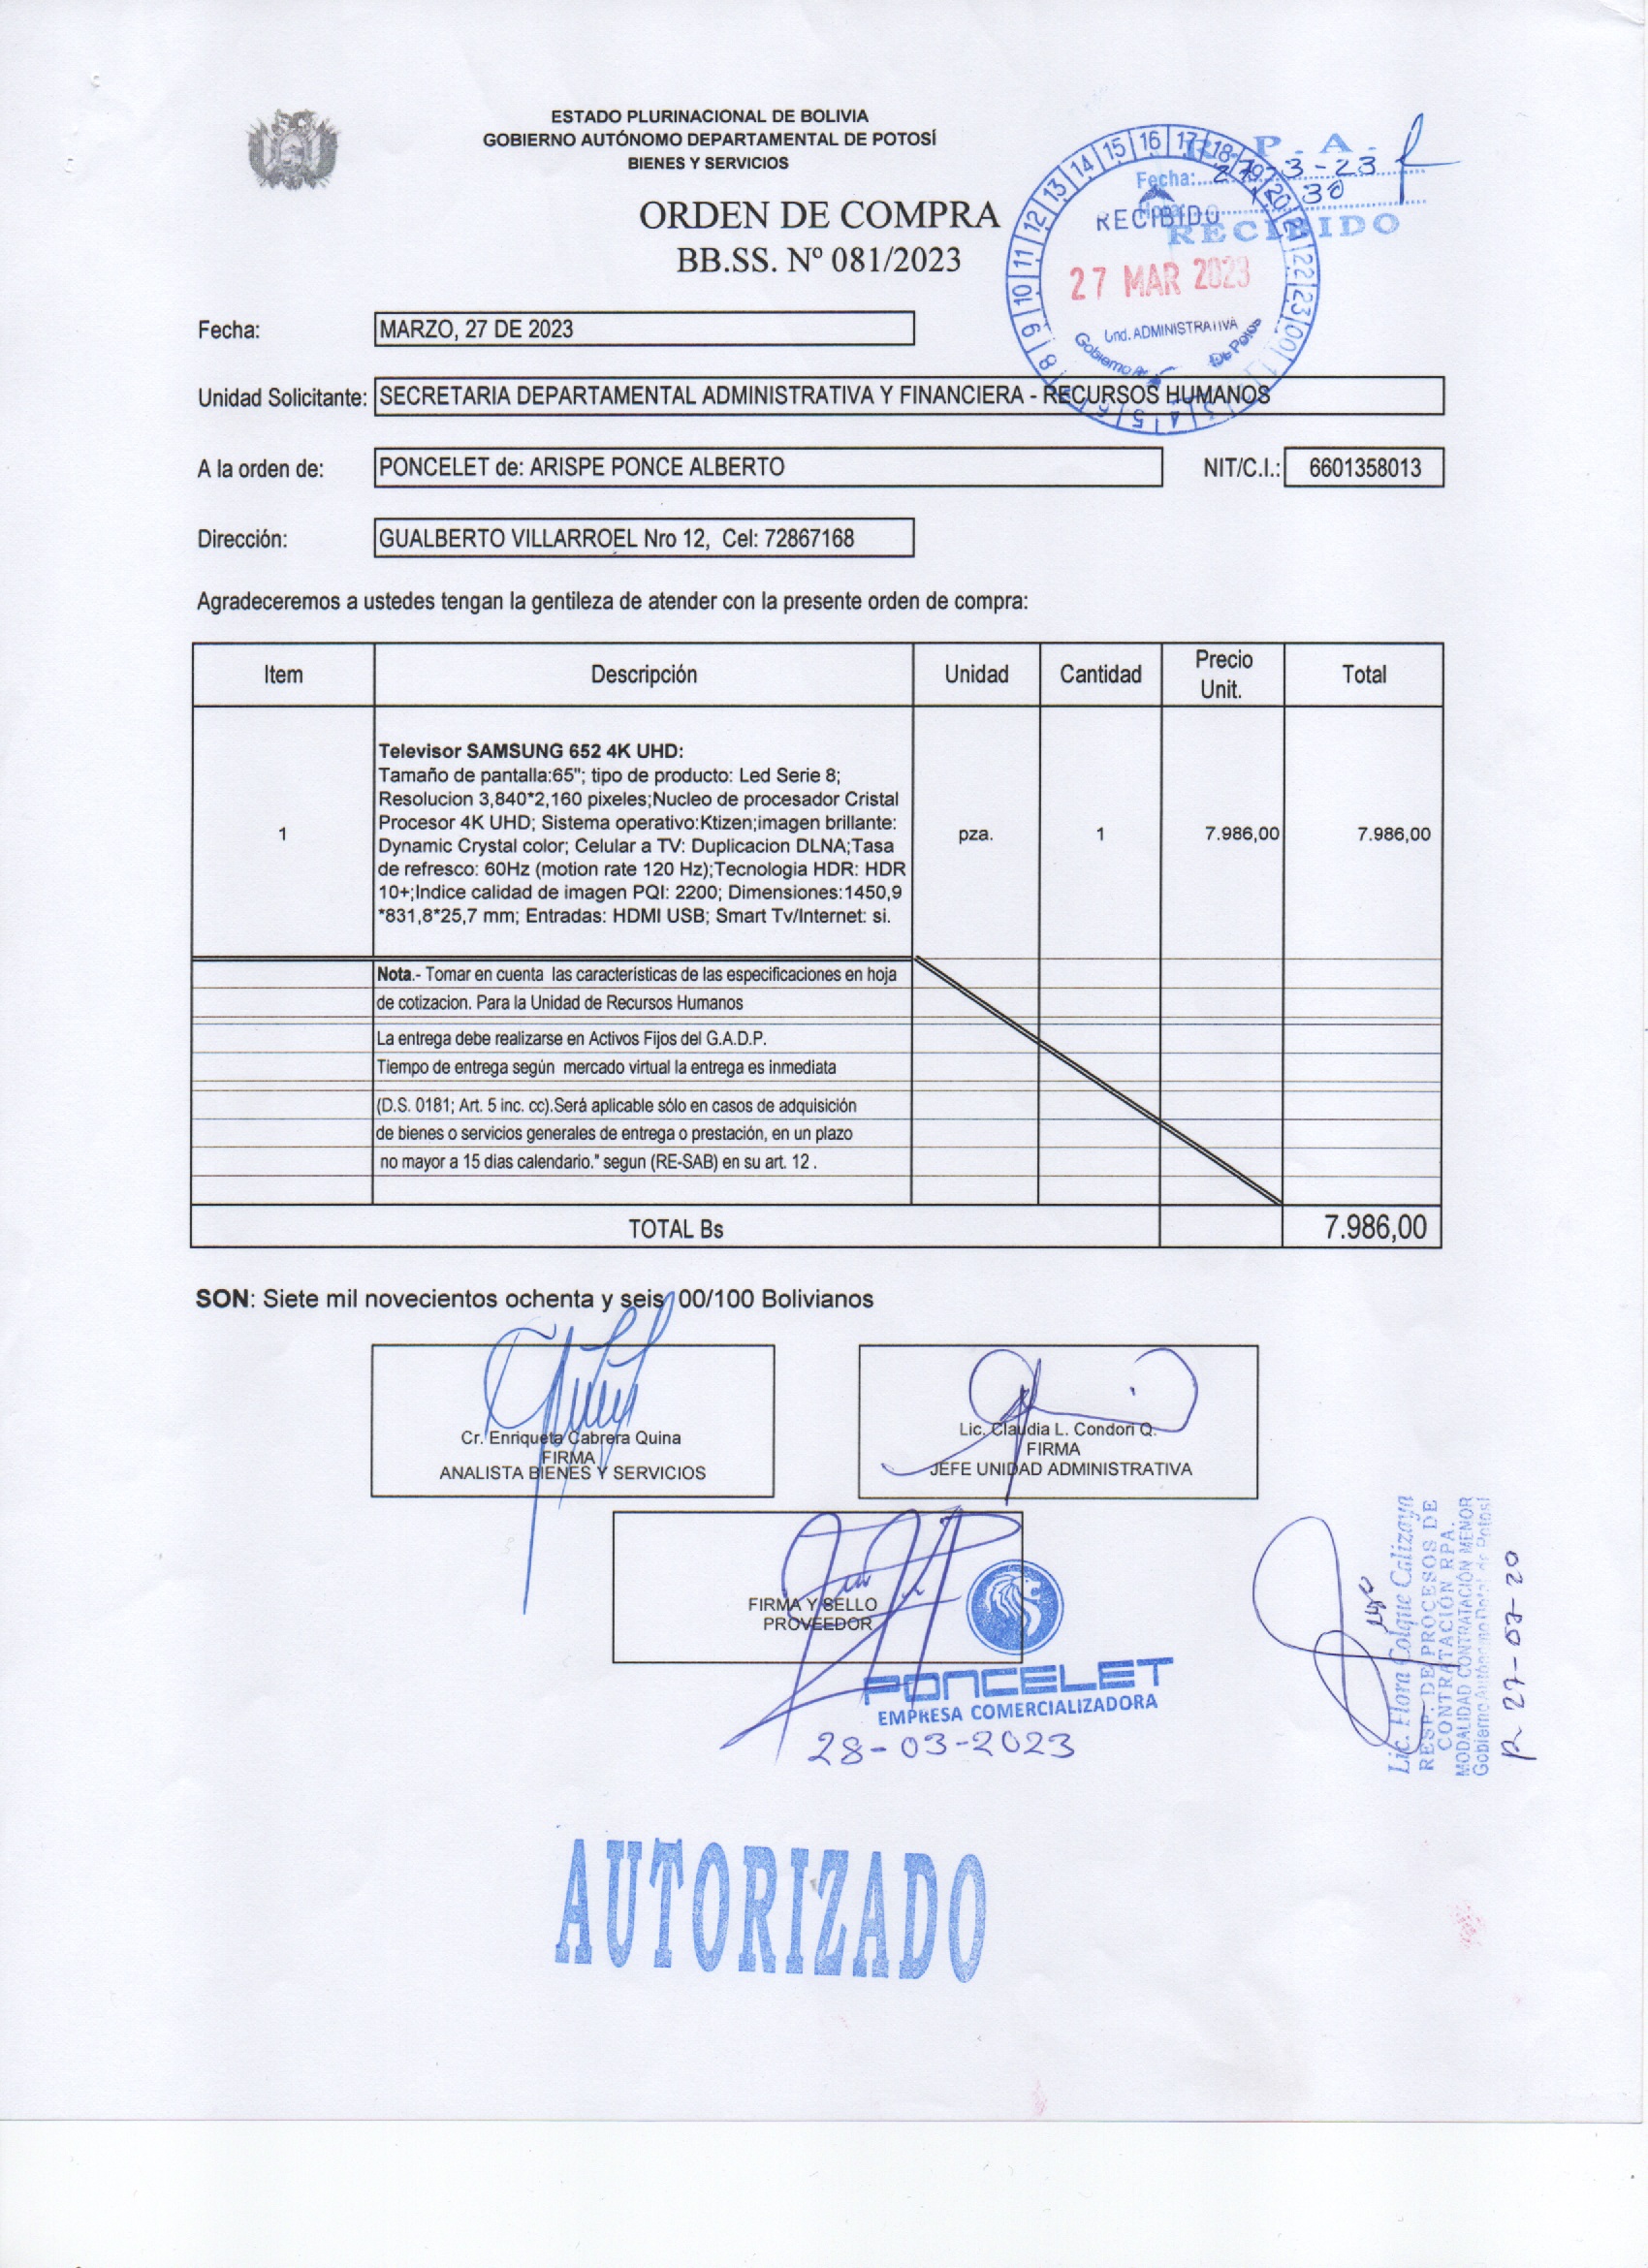 ESTADO PLURINACIONAL DE BOLIVIA
GOBIERNO AUTÓNOMO DEPARTAMENTAL DE POTOSÍ
BIENES Y SERVICIOS
ORDEN DE COMPRA
BB.SS. Nº 081/2023
P.A.
Fecha: 3-23
30
RECIBIDO
12 13 14 15 16 17 18 19 20 21 22 23
RECIBIDO
27 MAR 2023
Und. ADMINISTRATIVA
Fecha: MARZO, 27 DE 2023
Unidad Solicitante: SECRETARIA DEPARTAMENTAL ADMINISTRATIVA Y FINANCIERA - RECURSOS HUMANOS
A la orden de: PONCELET de: ARISPE PONCE ALBERTO NIT/C.I.: 6601358013
Dirección: GUALBERTO VILLARROEL Nro 12, Cel: 72867168
Agradeceremos a ustedes tengan la gentileza de atender con la presente orden de compra:
Item Descripción Unidad Cantidad Precio Unit. Total
Televisor SAMSUNG 652 4K UHD:
Tamaño de pantalla:65"; tipo de producto: Led Serie 8;
Resolucion 3,840*2,160 pixeles;Nucleo de procesador Cristal
Procesor 4K UHD; Sistema operativo:Ktizen;imagen brillante:
1 pza. 1 7.986,00 7.986,00
Dynamic Crystal color; Celular a TV: Duplicacion DLNA;Tasa
de refresco: 60Hz (motion rate 120 Hz);Tecnologia HDR: HDR
10+;Indice calidad de imagen PQI: 2200; Dimensiones:1450,9
*831,8*25,7 mm; Entradas: HDMI USB; Smart Tv/Internet: si.
Nota.- Tomar en cuenta las características de las especificaciones en hoja
de cotizacion. Para la Unidad de Recursos Humanos
La entrega debe realizarse en Activos Fijos del G.A.D.P.
Tiempo de entrega según mercado virtual la entrega es inmediata
(D.S. 0181; Art. 5 inc. cc).Será aplicable sólo en casos de adquisición
de bienes o servicios generales de entrega o prestación, en un plazo
no mayor a 15 dias calendario." segun (RE-SAB) en su art. 12 .
TOTAL Bs 7.986,00
SON: Siete mil novecientos ochenta y seis 00/100 Bolivianos
Cr. Enriqueta Cabrera Quina
FIRMA
ANALISTA BIENES Y SERVICIOS
Lic. Claudia L. Condori Q.
FIRMA
JEFE UNIDAD ADMINISTRATIVA
FIRMA Y SELLO
PROVEEDOR
PONCELET
EMPRESA COMERCIALIZADORA
28-03-2023
Lic. Flora Colque Calizaya
RESP. DE PROCESOS DE
CONTRATACIÓN RPA.
MODALIDAD CONTRATACIÓN MENOR
Gobierno Autónomo Deptal. de Potosí
27-03-20
AUTORIZADO